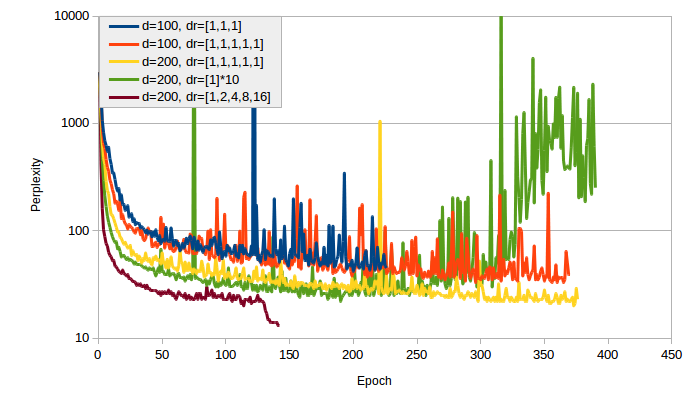 10000
1000
100
10
Perplexity
d=100, dr=[1,1,1]
d=100, dr=[1,1,1,1,1]
d=200, dr=[1,1,1,1,1]
d=200, dr=[1]*10
d=200, dr=[1,2,4,8,16]
0 50 100 150 200 250 300 350 400 450
Epoch